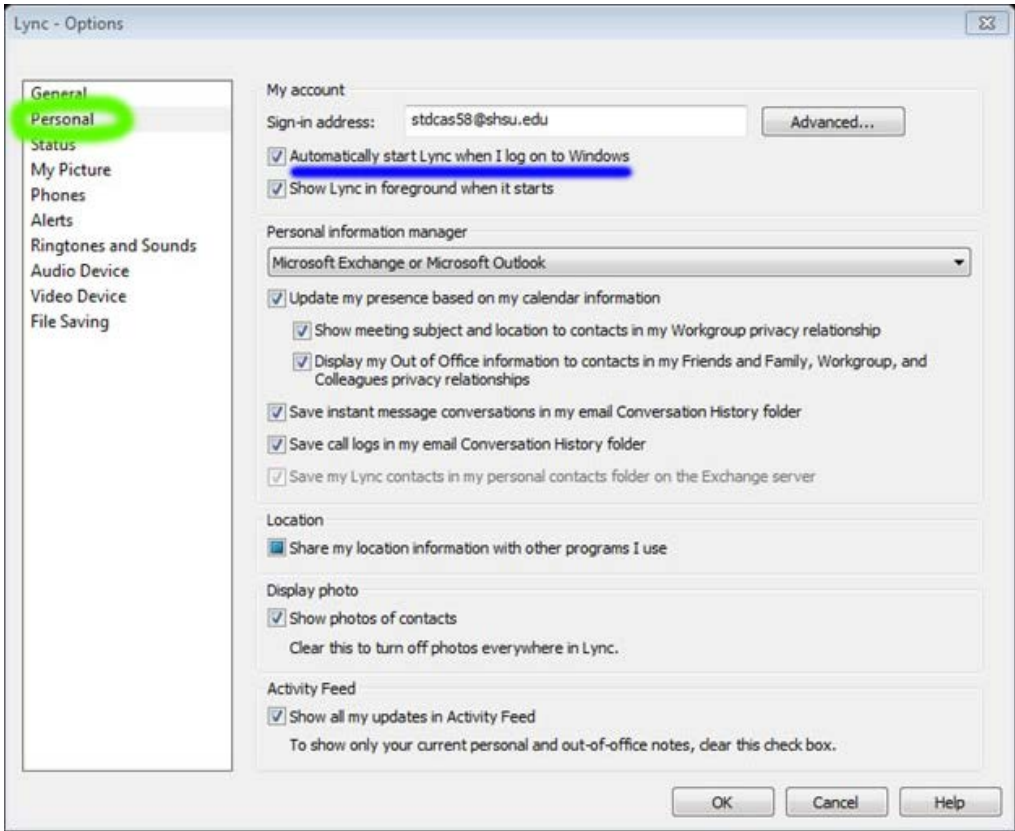 Lync - Options
General
Personal
Status
My Picture
Phones
Alerts
Ringtones and Sounds
Audio Device
Video Device
File Saving
My account
Sign-in address: stdcas58@shsu.edu Advanced...
Automatically start Lync when I log on to Windows
Show Lync in foreground when it starts
Personal information manager
Microsoft Exchange or Microsoft Outlook
Update my presence based on my calendar information
Show meeting subject and location to contacts in my Workgroup privacy relationship
Display my Out of Office information to contacts in my Friends and Family, Workgroup, and
Colleagues privacy relationships
Save instant message conversations in my email Conversation History folder
Save call logs in my email Conversation History folder
Save my Lync contacts in my personal contacts folder on the Exchange server
Location
Share my location information with other programs I use
Display photo
Show photos of contacts
Clear this to turn off photos everywhere in Lync.
Activity Feed
Show all my updates in Activity Feed
To show only your current personal and out-of-office notes, clear this check box.
OK Cancel Help